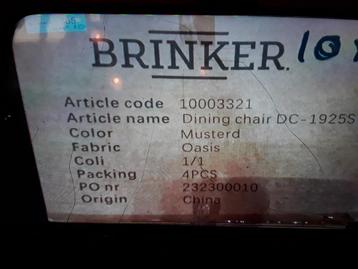 BRINKER.
Article code 10003321
Article name Dining chair DC-1925S
Color Musterd
Fabric Oasis
Coli 1/1
Packing 4PCS
PO nr 232300010
Origin China